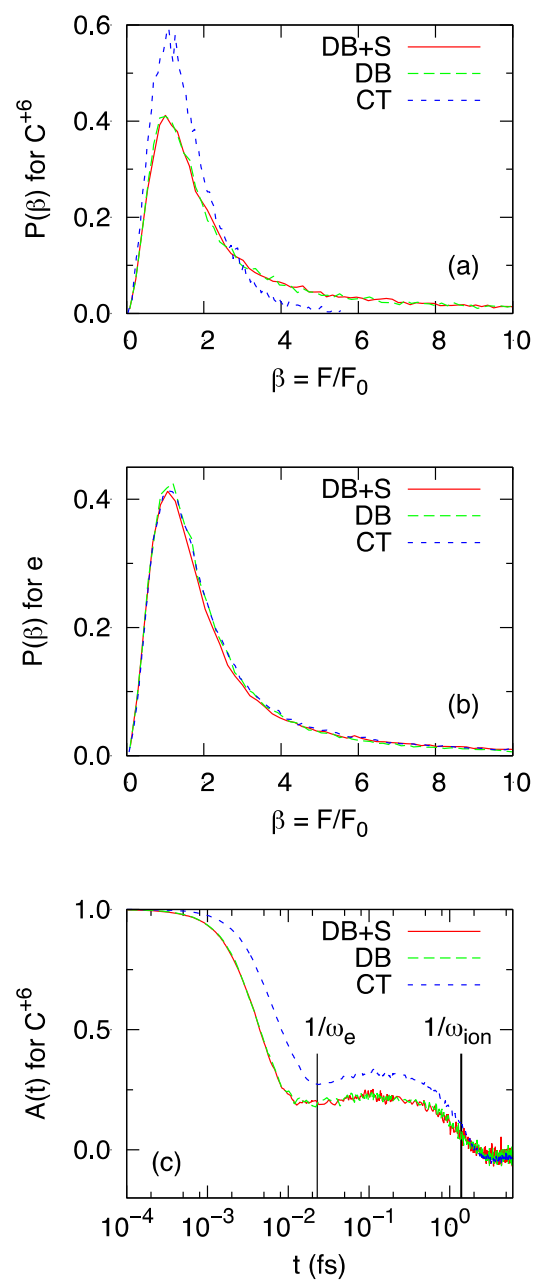 P(β) for C⁺⁶
0.6
0.4
0.2
0.0
DB+S
DB
CT
(a)
0 2 4 6 8 10
β = F/F₀
P(β) for e
0.4
0.2
0.0
DB+S
DB
CT
(b)
0 2 4 6 8 10
β = F/F₀
A(t) for C⁺⁶
1.0
0.5
0.0
DB+S
DB
CT
1/ωₑ 1/ω_ion
(c)
10⁻⁴ 10⁻³ 10⁻² 10⁻¹ 10⁰
t (fs)